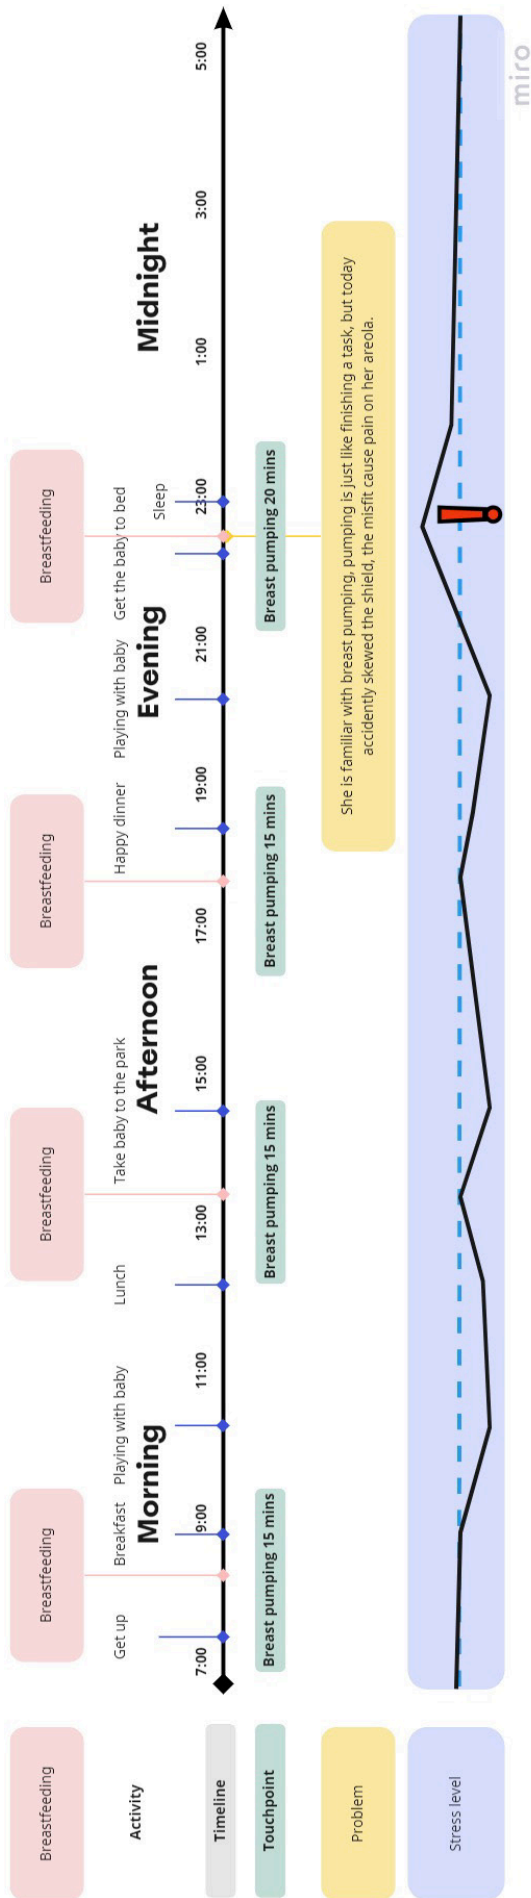 Breastfeeding
Breastfeeding
Breastfeeding
Breastfeeding
Breastfeeding
Activity
Get up
Breakfast
Playing with baby
Lunch
Take baby to the park
Happy dinner
Playing with baby
Get the baby to bed
Sleep
Morning
Afternoon
Evening
Midnight
Timeline
7:00
9:00
11:00
13:00
15:00
17:00
19:00
21:00
23:00
1:00
3:00
5:00
Touchpoint
Breast pumping 15 mins
Breast pumping 15 mins
Breast pumping 15 mins
Breast pumping 20 mins
Problem
She is familiar with breast pumping, pumping is just like finishing a task, but today
accidently skewed the shield, the misfit cause pain on her areola.
Stress level
miro